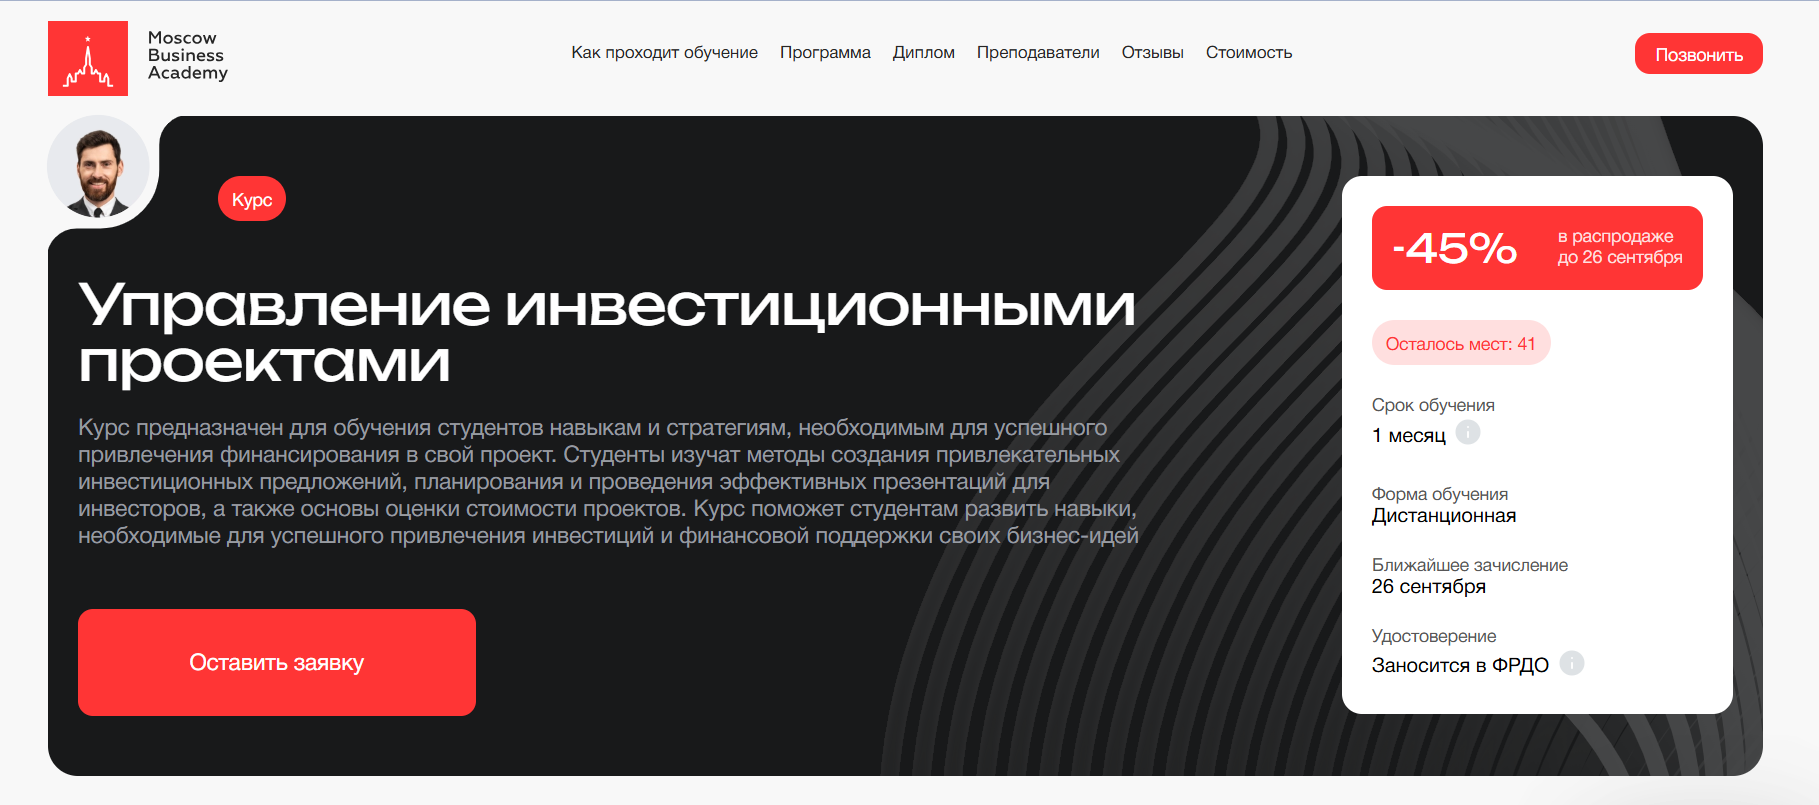 Moscow
Business
Academy
Как проходит обучение
Программа
Диплом
Преподаватели
Отзывы
Стоимость
Позвонить
Курс
Управление инвестиционными
проектами
Курс предназначен для обучения студентов навыкам и стратегиям, необходимым для успешного
привлечения финансирования в свой проект. Студенты изучат методы создания привлекательных
инвестиционных предложений, планирования и проведения эффективных презентаций для
инвесторов, а также основы оценки стоимости проектов. Курс поможет студентам развить навыки,
необходимые для успешного привлечения инвестиций и финансовой поддержки своих бизнес-идей
Оставить заявку
-45%
в распродаже
до 26 сентября
Осталось мест: 41
Срок обучения
1 месяц
Форма обучения
Дистанционная
Ближайшее зачисление
26 сентября
Удостоверение
Заносится в ФРДО